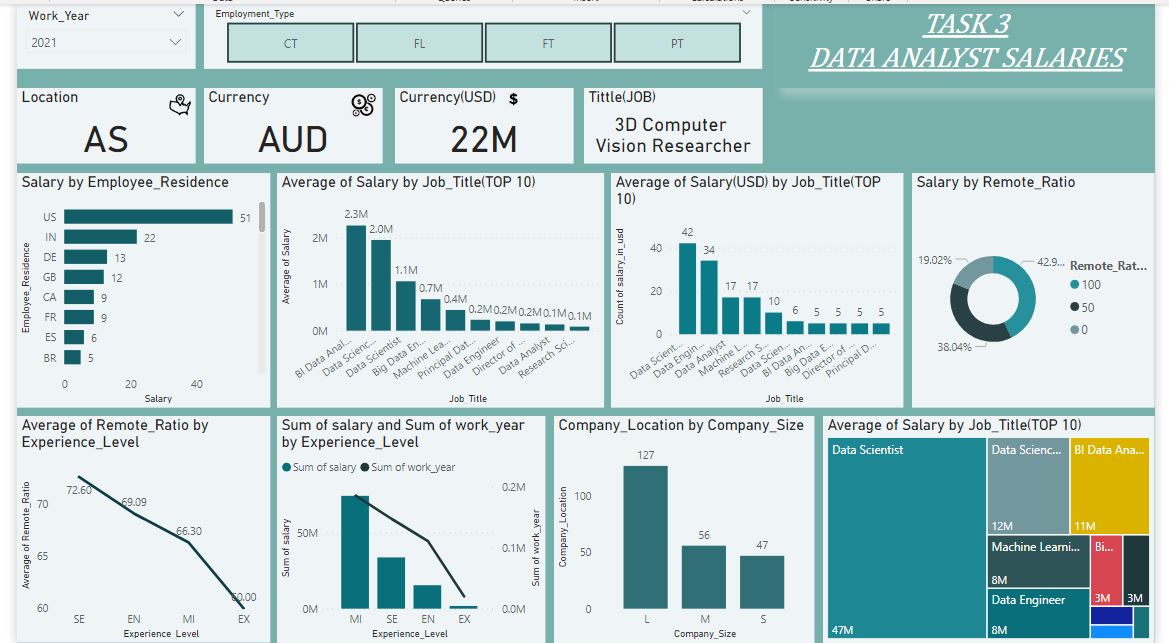 Work_Year
2021
Employment_Type
CT
FL
FT
PT
TASK 3
DATA ANALYST SALARIES
Location
AS
Currency
AUD
Currency(USD) $
22M
Tittle(JOB)
3D Computer
Vision Researcher
Salary by Employee_Residence
Employee_Residence
US
51
IN
22
DE
13
GB
12
CA
9
FR
9
ES
6
BR
5
0
20
40
Salary
Average of Salary by Job_Title(TOP 10)
Average of Salary
2M
1M
0M
2.3M
2.0M
1.1M
0.7M
0.4M
0.2M
0.2M
0.2M
0.1M
0.1M
BI Data Anal...
Data Scienc...
Data Scientist
Big Data En...
Machine Lea...
Principal Dat...
Data Engineer
Director of ...
Data Analyst
Research Sci...
Job_Title
Average of Salary(USD) by Job_Title(TOP
10)
Count of salary_in_usd
40
20
0
42
34
17
17
10
6
5
5
5
5
Data Scient...
Data Engin...
Data Analyst
Machine L...
Research S...
Data Scien...
BI Data An...
Big Data E...
Director of ...
Principal D...
Job_Title
Salary by Remote_Ratio
19.02%
42.9...
38.04%
Remote_Rat...
100
50
0
Average of Remote_Ratio by
Experience_Level
Average of Remote_Ratio
70
65
60
72.60
69.09
66.30
60.00
SE
EN
MI
EX
Experience_Level
Sum of salary and Sum of work_year
by Experience_Level
Sum of salary
Sum of work_year
Sum of salary
50M
0M
0.2M
0.1M
0.0M
Sum of work_year
MI
SE
EN
EX
Experience_Level
Company_Location by Company_Size
Company_Location
100
50
0
127
56
47
L
M
S
Company_Size
Average of Salary by Job_Title(TOP 10)
Data Scientist
47M
Data Scienc...
12M
BI Data Ana...
11M
Machine Learni...
8M
Data Engineer
8M
Bi...
3M
3M